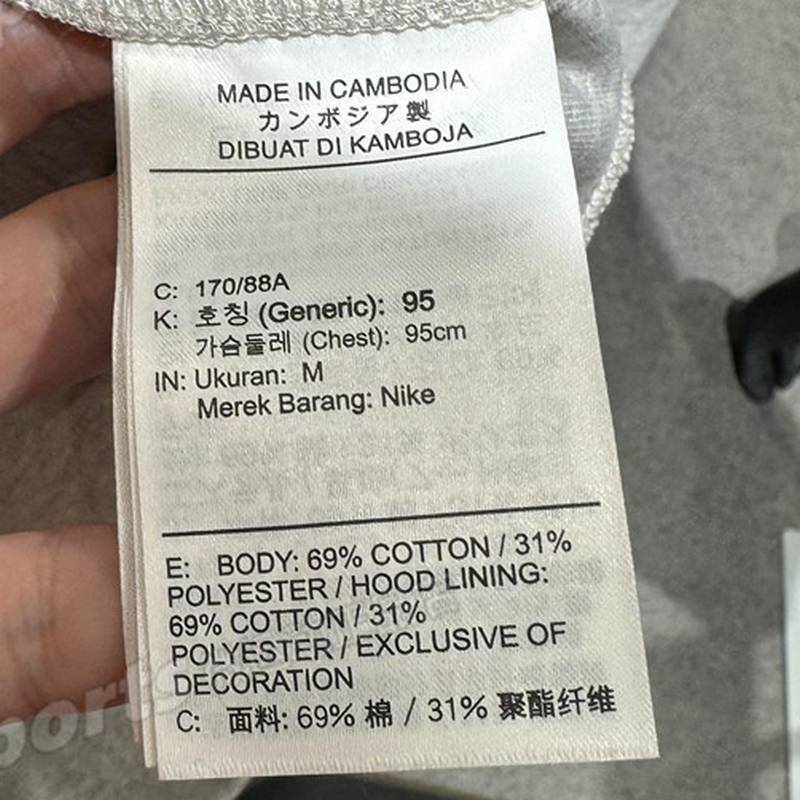 MADE IN CAMBODIA
カンボジア製
DIBUAT DI KAMBOJA
C: 170/88A
K: 호칭 (Generic): 95
가슴둘레 (Chest): 95cm
IN: Ukuran: M
Merek Barang: Nike
E: BODY: 69% COTTON / 31%
POLYESTER / HOOD LINING:
69% COTTON / 31%
POLYESTER / EXCLUSIVE OF
DECORATION
C: 面料: 69% 棉 / 31% 聚酯纤维